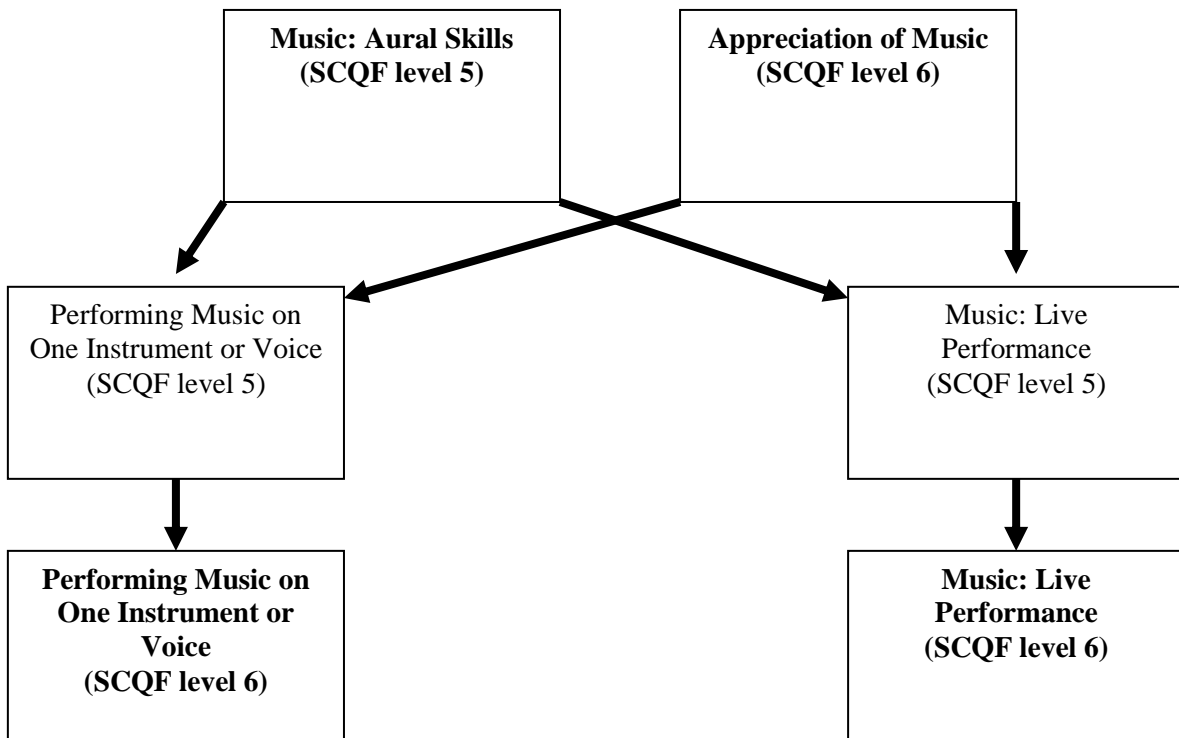 Music: Aural Skills
(SCQF level 5)
Appreciation of Music
(SCQF level 6)
Performing Music on
One Instrument or Voice
(SCQF level 5)
Music: Live
Performance
(SCQF level 5)
Performing Music on
One Instrument or
Voice
(SCQF level 6)
Music: Live
Performance
(SCQF level 6)